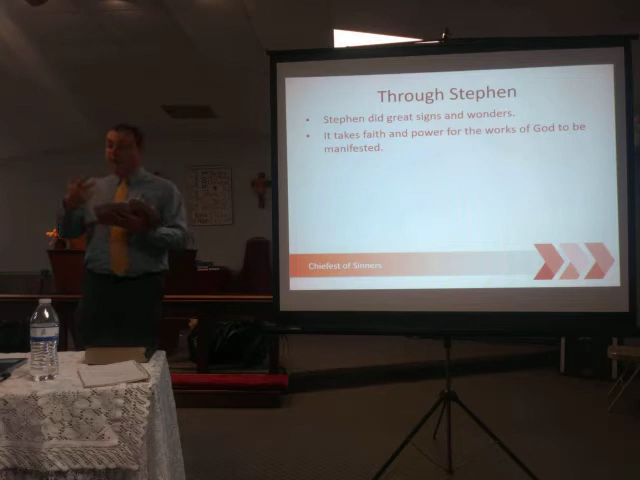 Through Stephen
• Stephen did great signs and wonders.
• It takes faith and power for the works of God to be
manifested.
Chiefest of Sinners